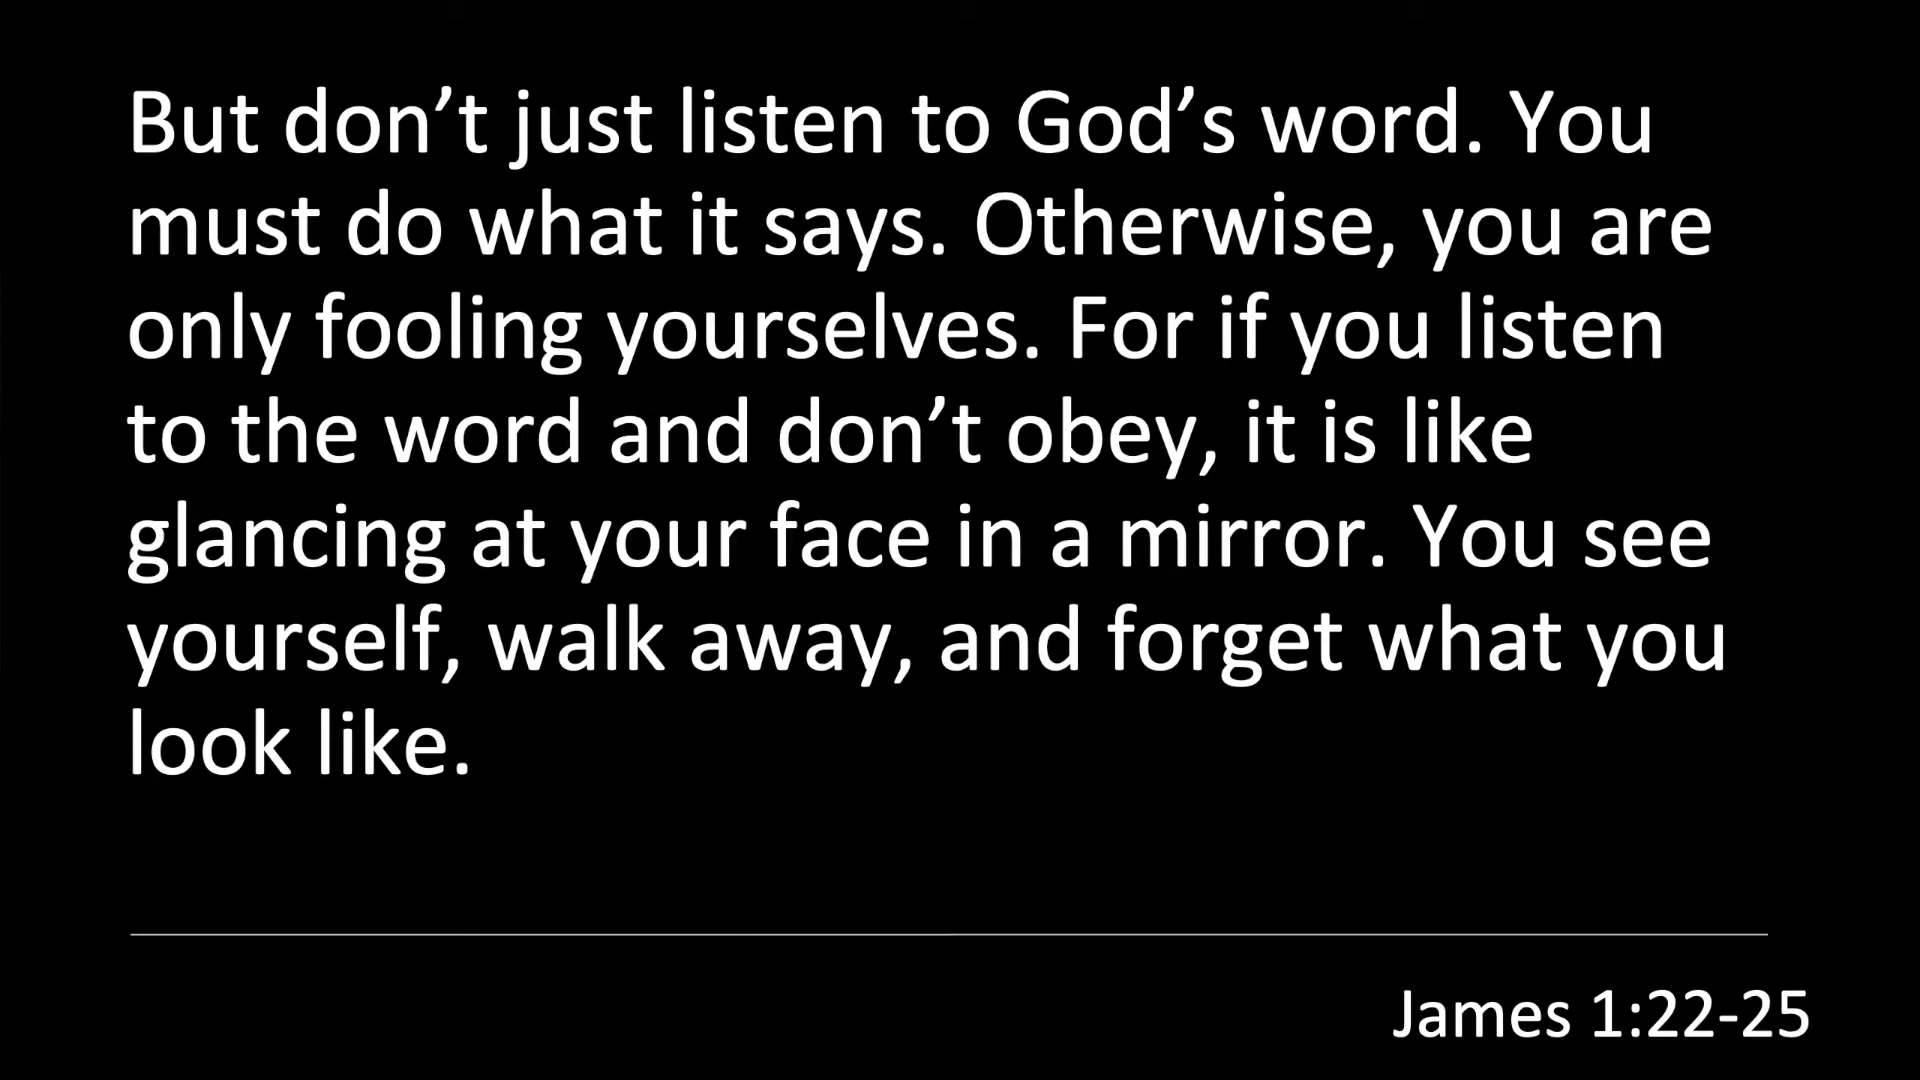 But don’t just listen to God’s word. You
must do what it says. Otherwise, you are
only fooling yourselves. For if you listen
to the word and don’t obey, it is like
glancing at your face in a mirror. You see
yourself, walk away, and forget what you
look like.
James 1:22-25